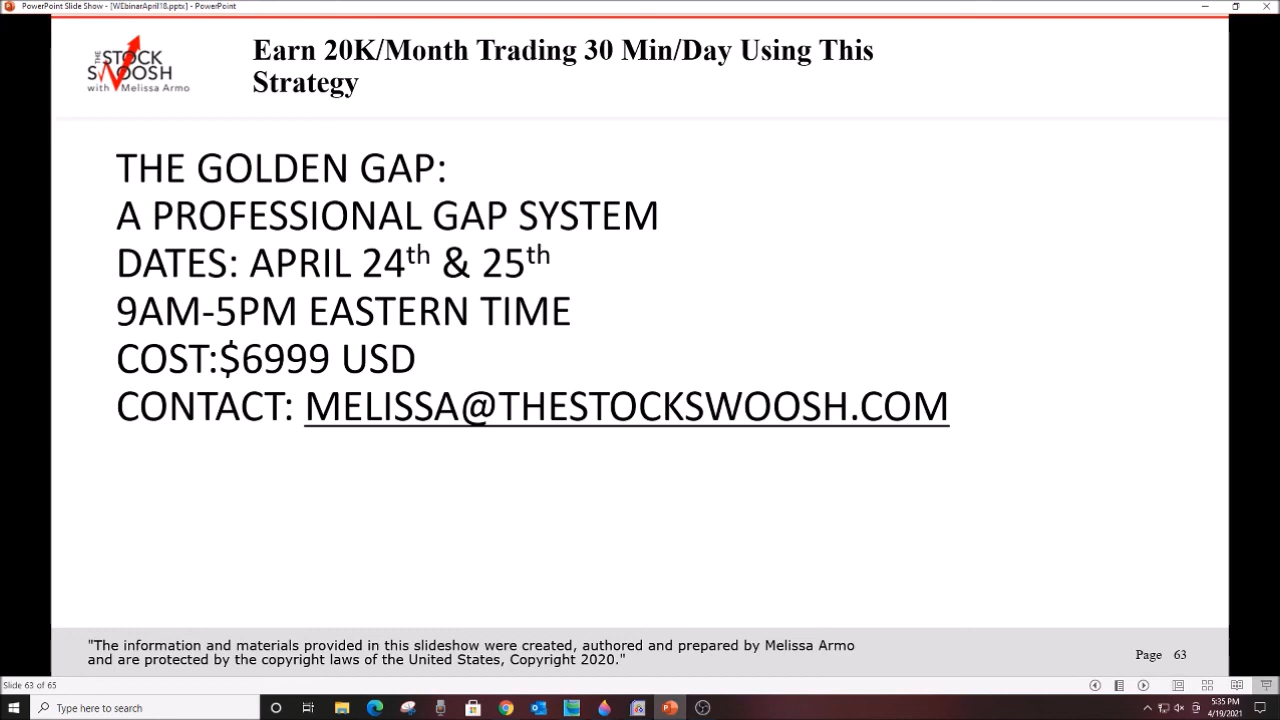 PowerPoint Slide Show - [WEbinarApril18.pptx] - PowerPoint
THE STOCK
SWOOSH
with Melissa Armo
Earn 20K/Month Trading 30 Min/Day Using This
Strategy
THE GOLDEN GAP:
A PROFESSIONAL GAP SYSTEM
DATES: APRIL 24th & 25th
9AM-5PM EASTERN TIME
COST:$6999 USD
CONTACT: MELISSA@THESTOCKSWOOSH.COM
"The information and materials provided in this slideshow were created, authored and prepared by Melissa Armo
and are protected by the copyright laws of the United States, Copyright 2020."
Page 63
Slide 63 of 65
Type here to search
5:35 PM
4/19/2021